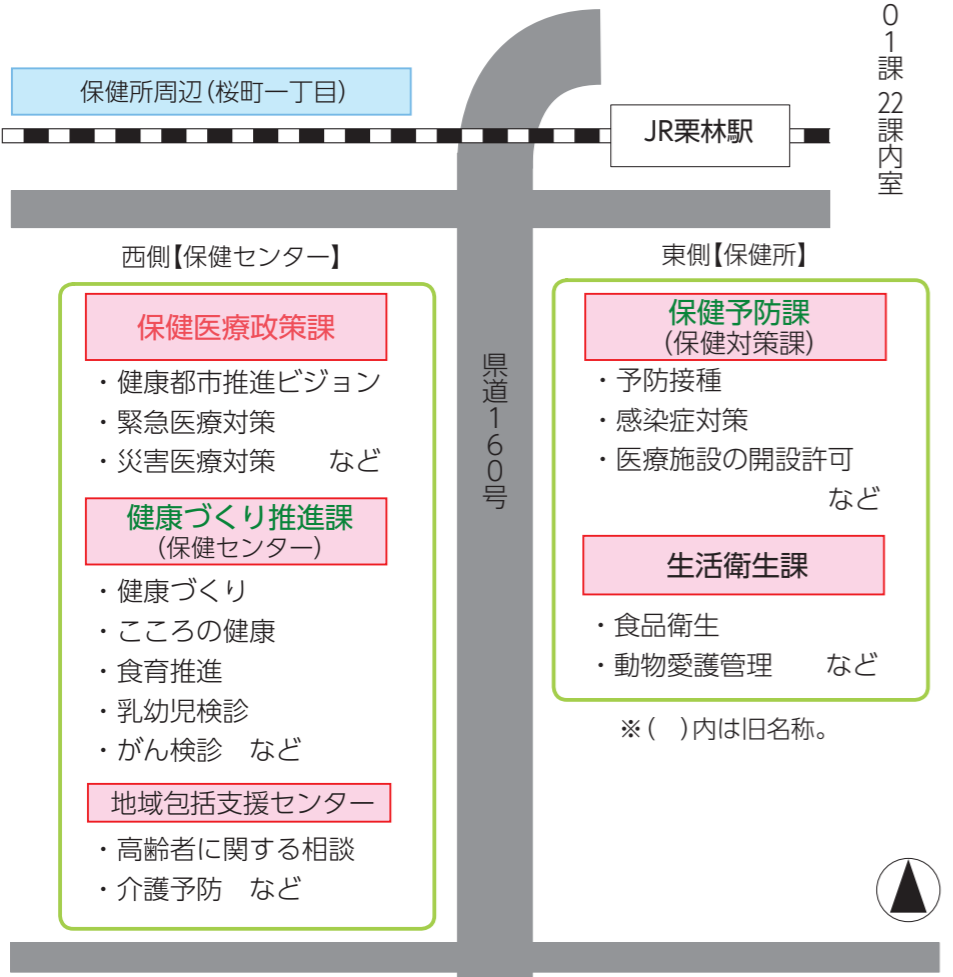 01課22課内室
保健所周辺(桜町一丁目)
JR栗林駅
西側【保健センター】
保健医療政策課
・健康都市推進ビジョン
・緊急医療対策
・災害医療対策　など
健康づくり推進課
(保健センター)
・健康づくり
・こころの健康
・食育推進
・乳幼児検診
・がん検診　など
地域包括支援センター
・高齢者に関する相談
・介護予防　など
県道160号
東側【保健所】
保健予防課
(保健対策課)
・予防接種
・感染症対策
・医療施設の開設許可
など
生活衛生課
・食品衛生
・動物愛護管理　など
※(　)内は旧名称。